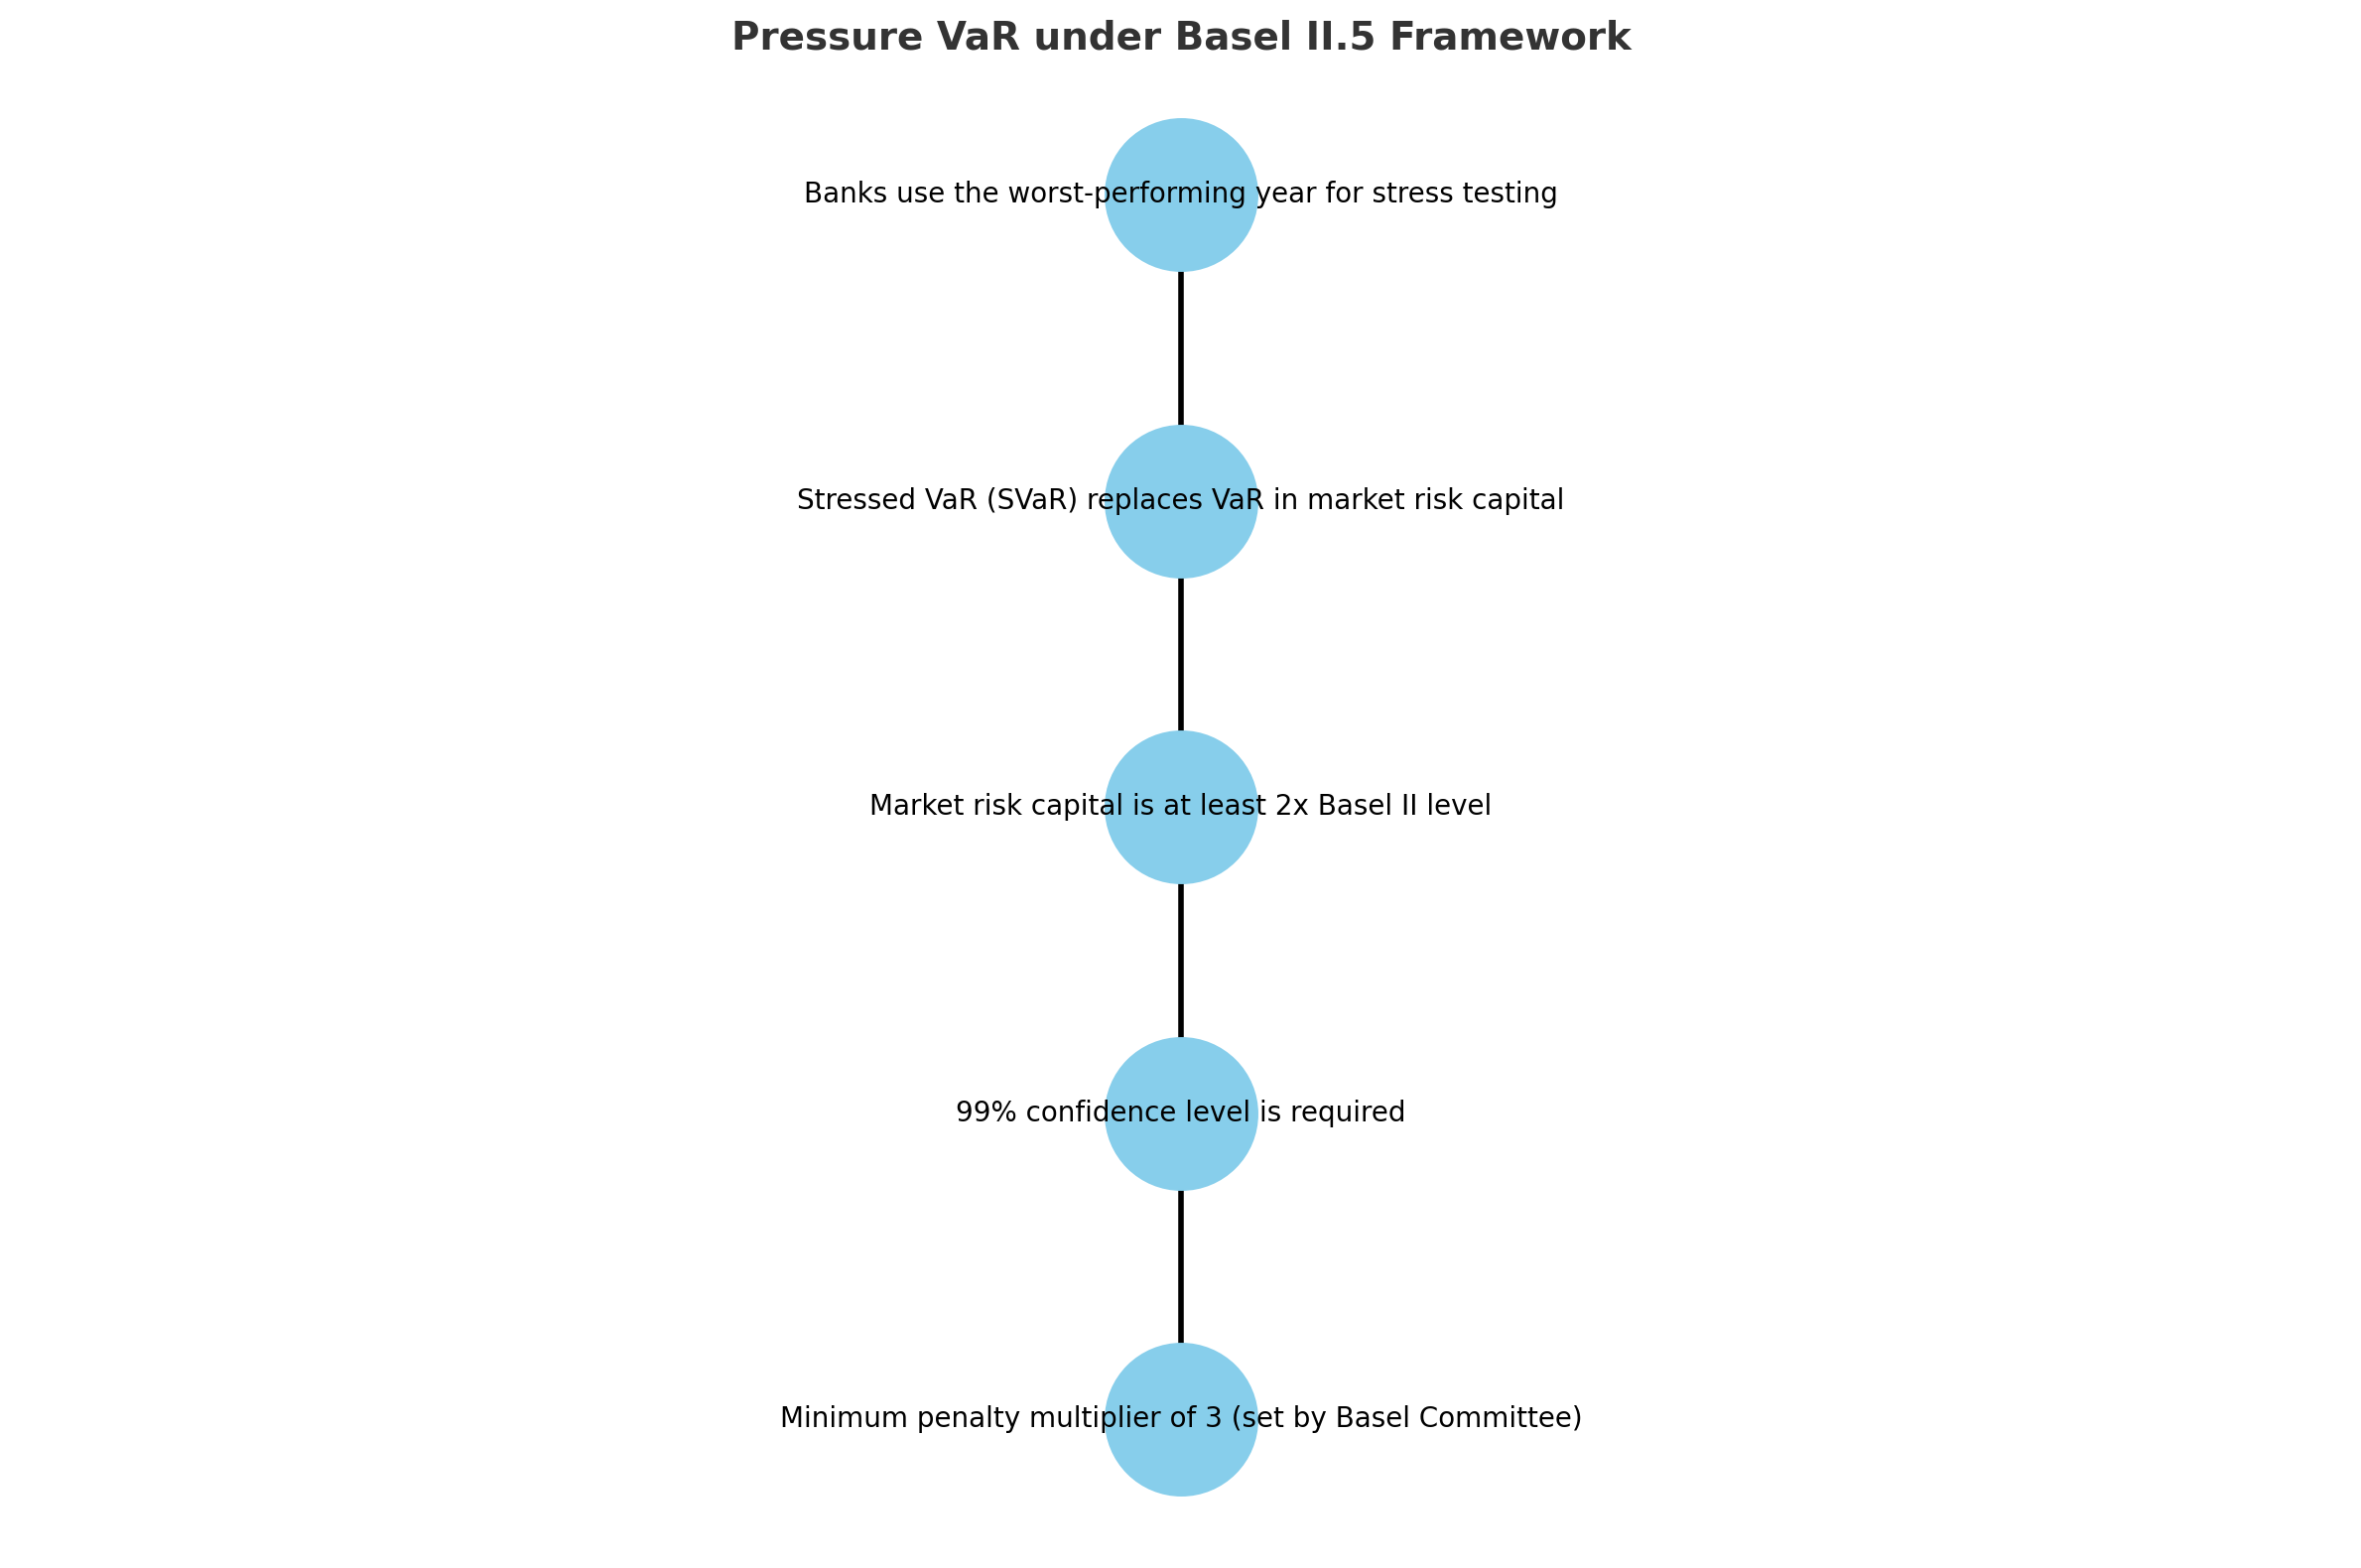 Pressure VaR under Basel II.5 Framework
Banks use the worst-performing year for stress testing
Stressed VaR (SVaR) replaces VaR in market risk capital
Market risk capital is at least 2x Basel II level
99% confidence level is required
Minimum penalty multiplier of 3 (set by Basel Committee)